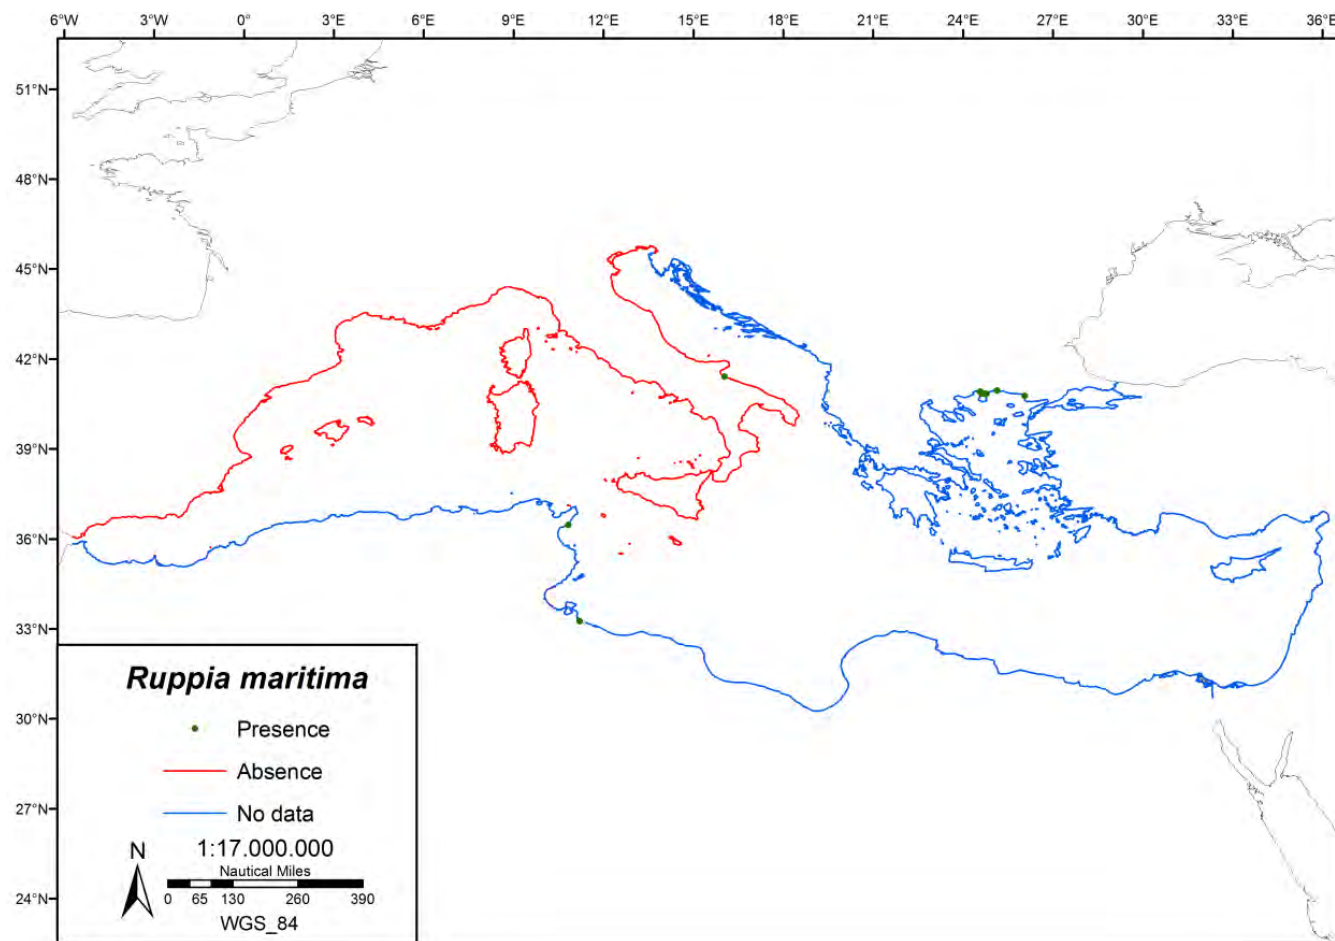 6°W 3°W 0° 3°E 6°E 9°E 12°E 15°E 18°E 21°E 24°E 27°E 30°E 33°E 36°E
51°N
48°N
45°N
42°N
39°N
36°N
33°N
30°N
27°N
24°N
Ruppia maritima
Presence
Absence
No data
N
1:17.000.000
Nautical Miles
0 65 130 260 390
WGS_84